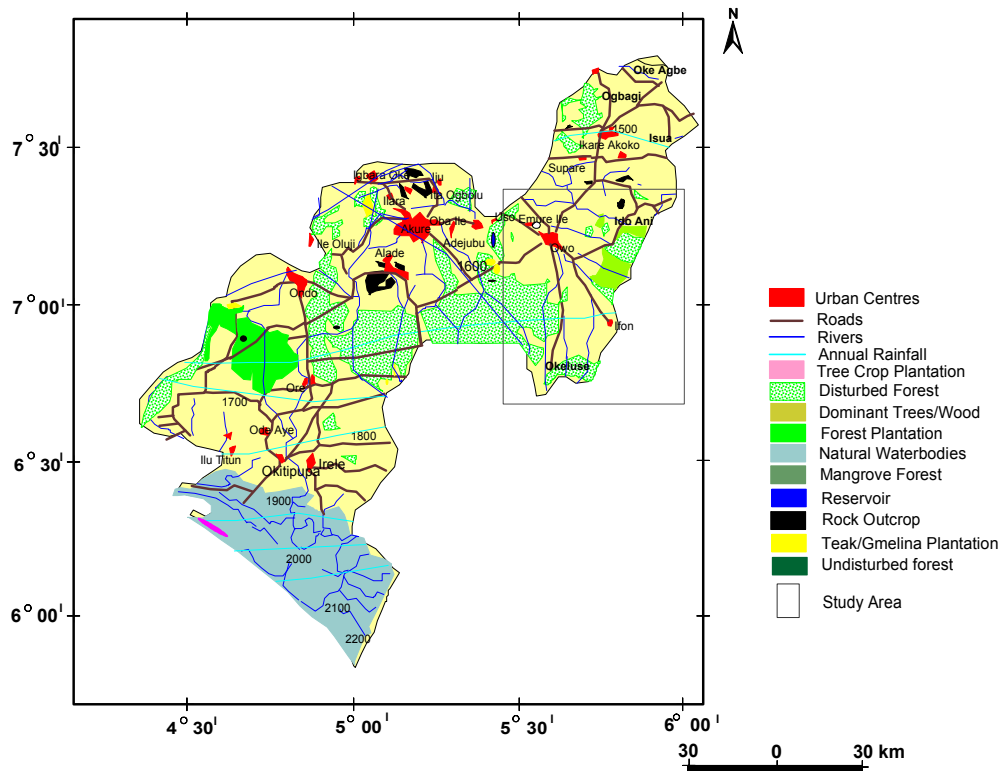 N
Oke Agbe
Ogbagi
1500
Isua
7° 30'
Ikare Akoko
Supare
Igbara Oke
Iju
Ita Ogbolu
Ilara
Oba Ile
Uso
Emure Ile
Ido Ani
Akure
Ile Oluji
Adejubu
Owo
Alade
1600
7° 00'
Ondo
Ifon
Okeluse
Ore
1700
Ode Aye
1800
6° 30'
Ilu Titun
Okitipupa
Irele
1900
2000
6° 00'
2100
2200
4° 30'
5° 00'
5° 30'
6° 00'
30 0 30 km
Urban Centres
Roads
Rivers
Annual Rainfall
Tree Crop Plantation
Disturbed Forest
Dominant Trees/Wood
Forest Plantation
Natural Waterbodies
Mangrove Forest
Reservoir
Rock Outcrop
Teak/Gmelina Plantation
Undisturbed forest
Study Area